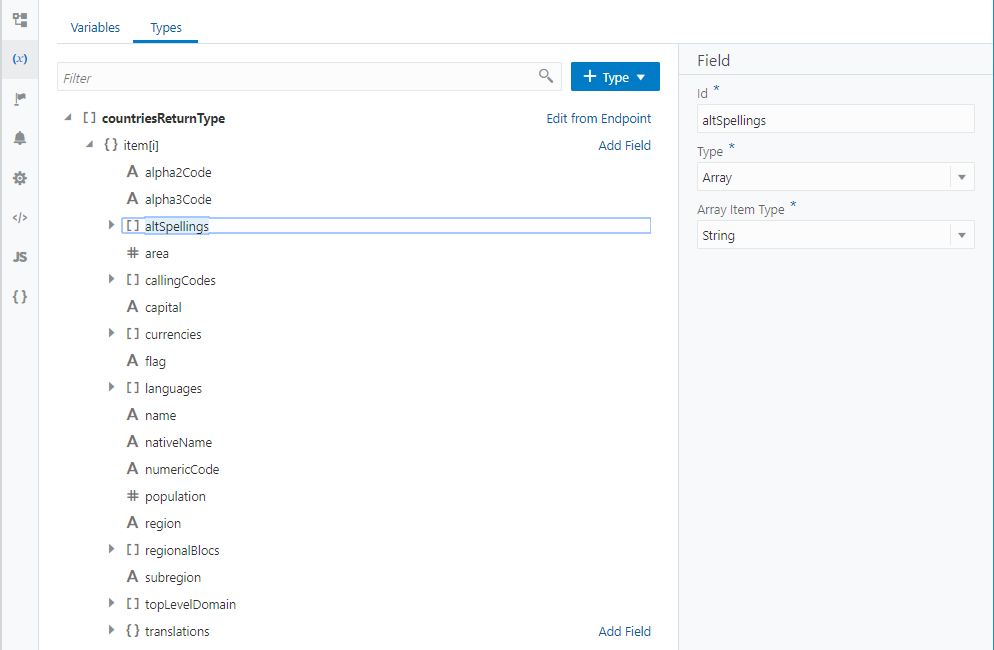 Variables Types
Filter
+ Type
(x)
JS
</>
{ }
[ ] countriesReturnType Edit from Endpoint
{ } item[i] Add Field
A alpha2Code
A alpha3Code
[ ] altSpellings
# area
[ ] callingCodes
A capital
[ ] currencies
A flag
[ ] languages
A name
A nativeName
A numericCode
# population
A region
[ ] regionalBlocs
A subregion
[ ] topLevelDomain
{ } translations Add Field
Field
Id *
altSpellings
Type *
Array
Array Item Type *
String